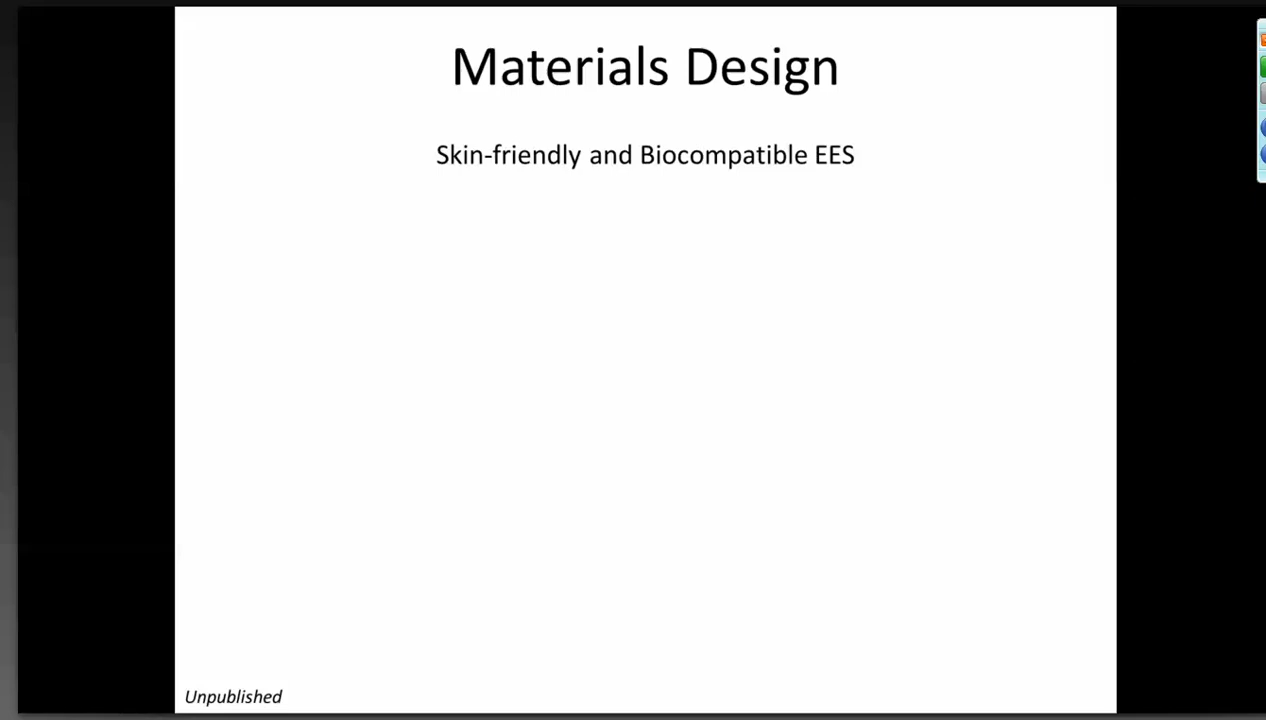 Materials Design
Skin-friendly and Biocompatible EES
Unpublished